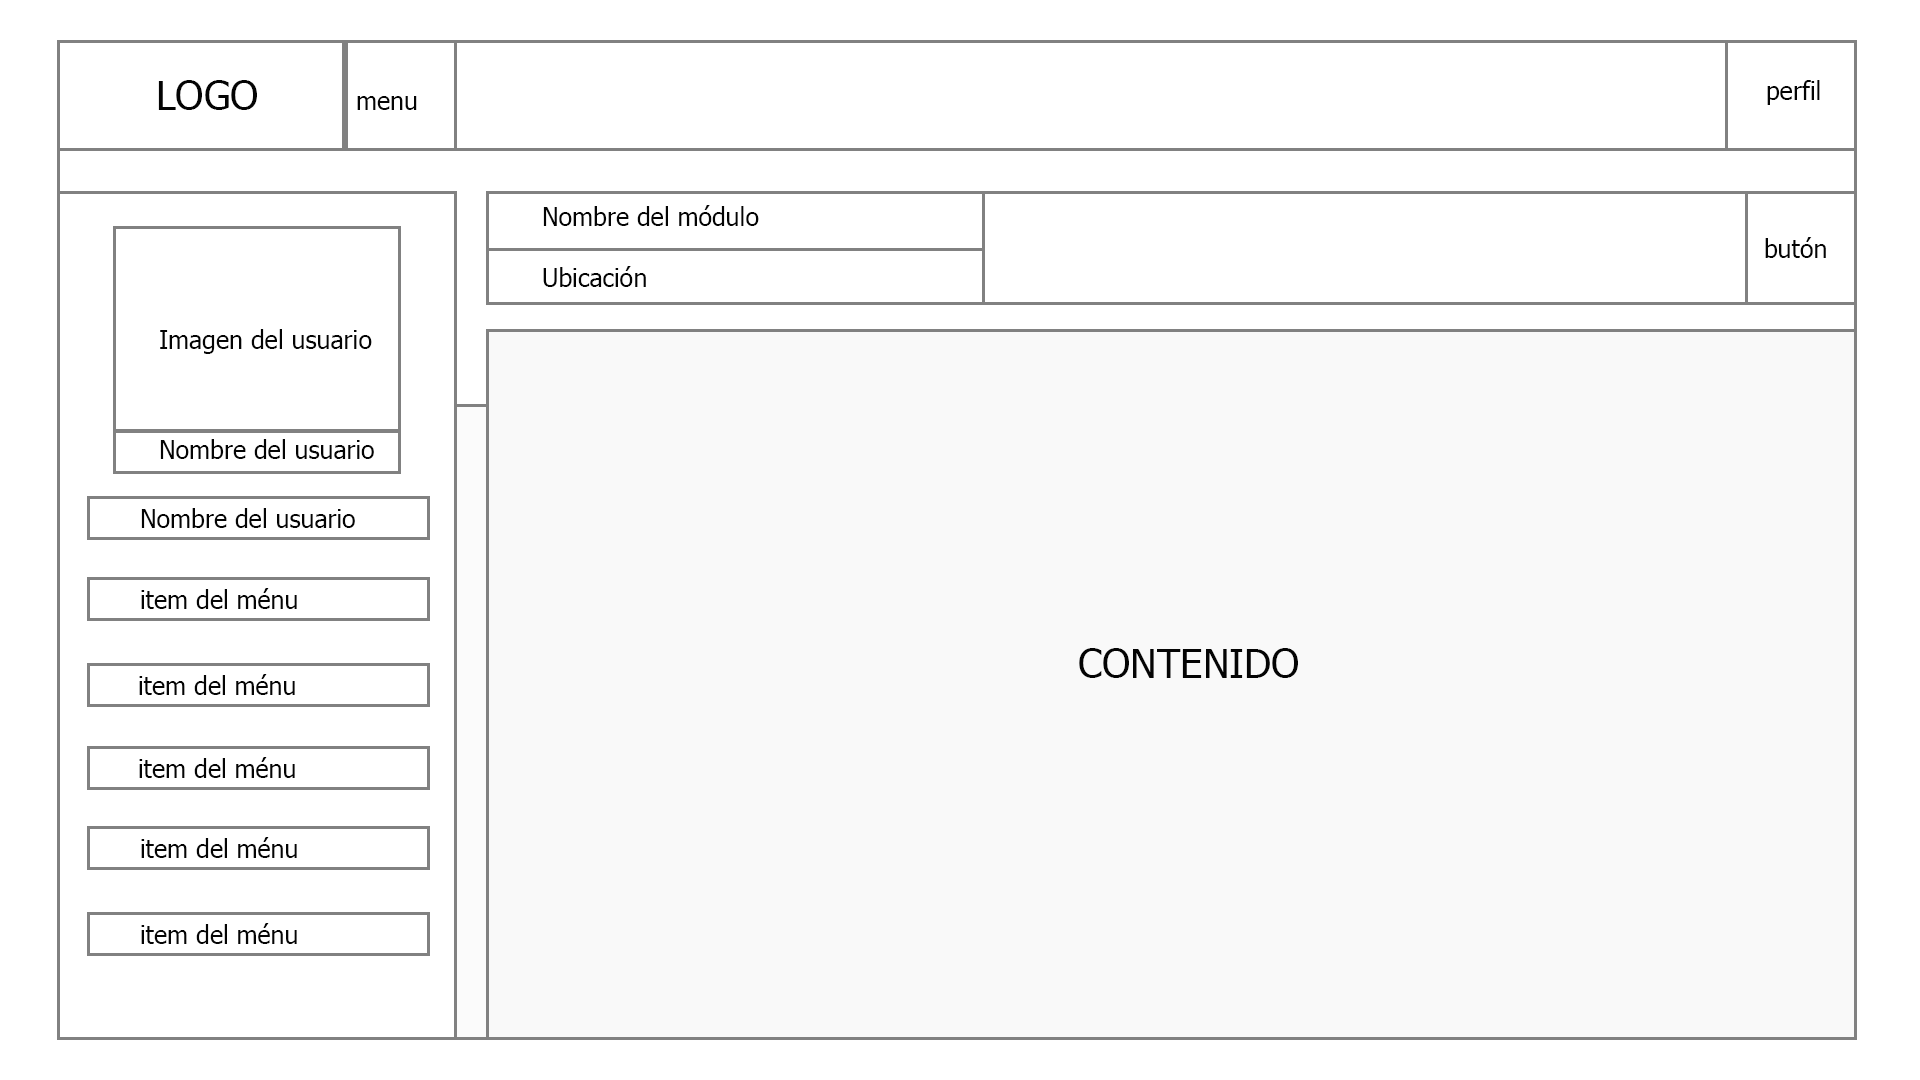 LOGO
menu
perfil
Nombre del módulo
Ubicación
butón
Imagen del usuario
Nombre del usuario
Nombre del usuario
item del ménu
item del ménu
item del ménu
item del ménu
item del ménu
CONTENIDO